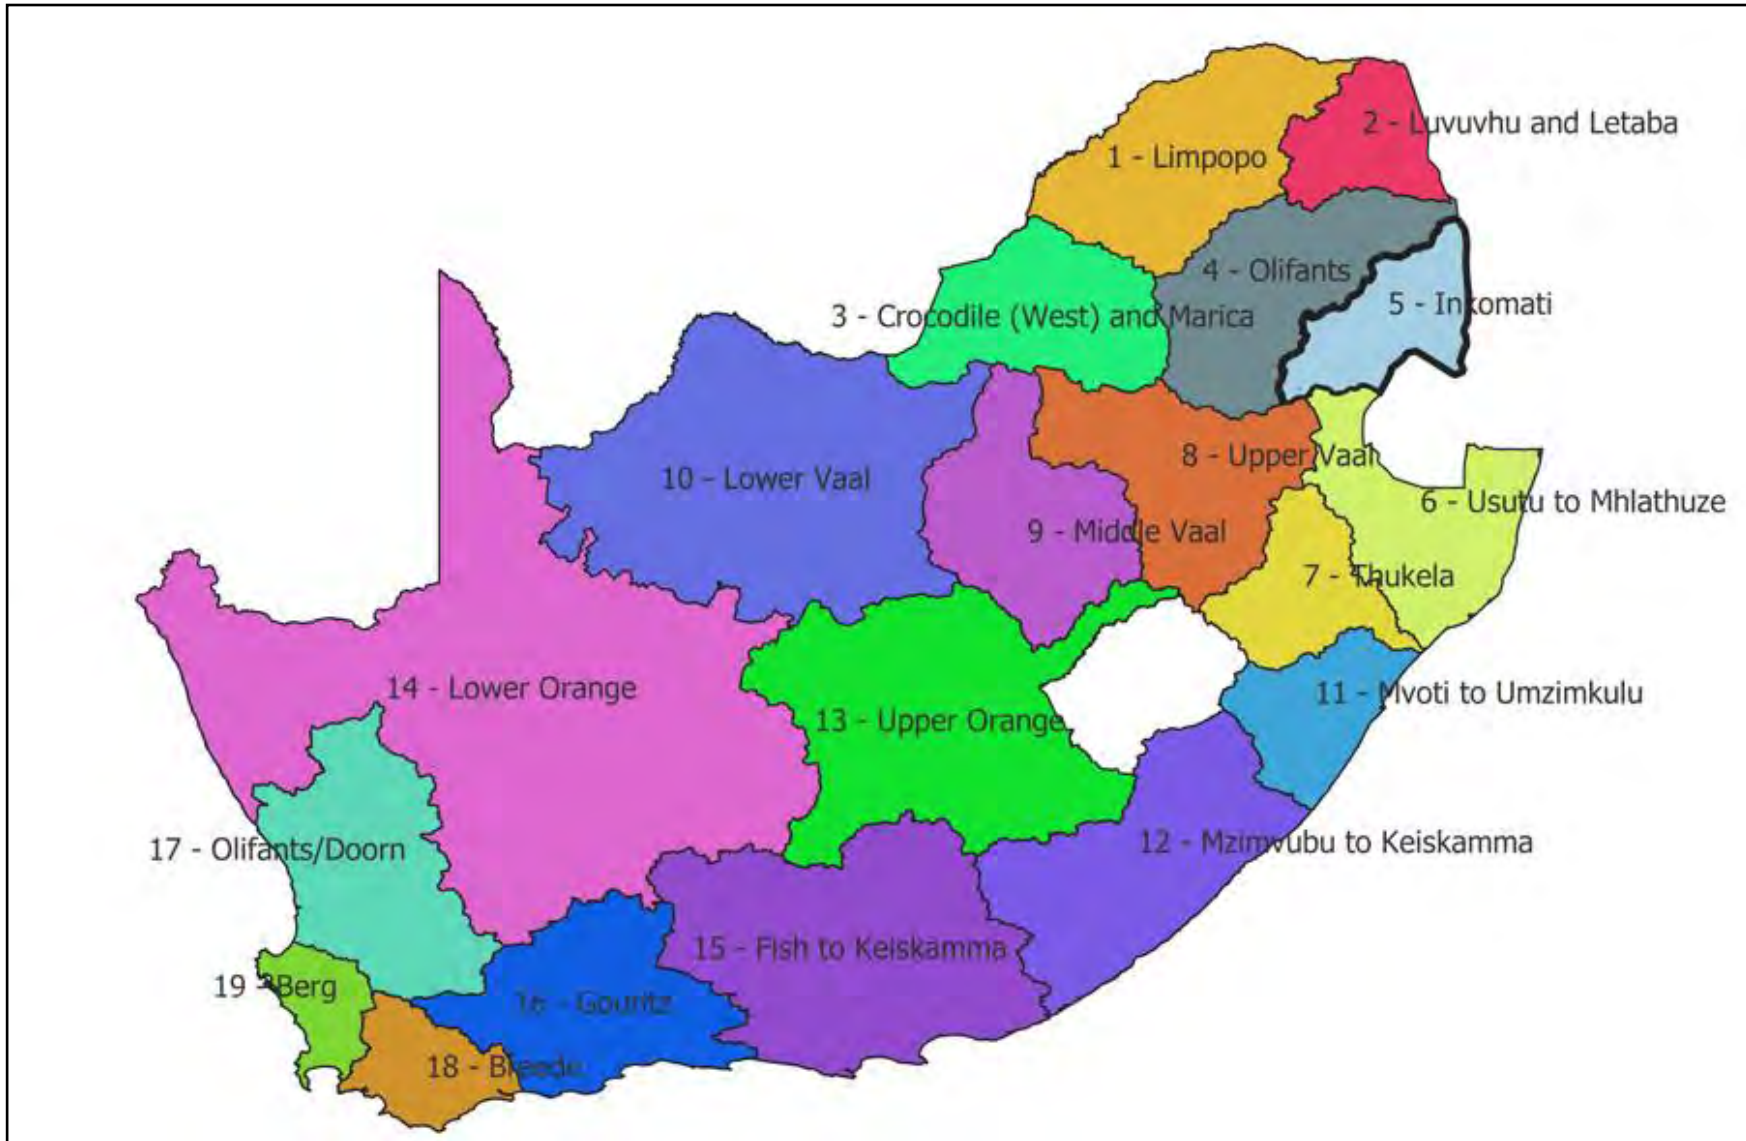 2 - Luvuvhu and Letaba
1 - Limpopo
4 - Olifants
5 - Inkomati
3 - Crocodile (West) and Marica
8 - Upper Vaal
10 - Lower Vaal
6 - Usutu to Mhlathuze
9 - Middle Vaal
7 - Thukela
14 - Lower Orange
11 - Mvoti to Umzimkulu
13 - Upper Orange
12 - Mzimvubu to Keiskamma
17 - Olifants/Doorn
15 - Fish to Keiskamma
19 - Berg
16 - Gouritz
18 - Breede